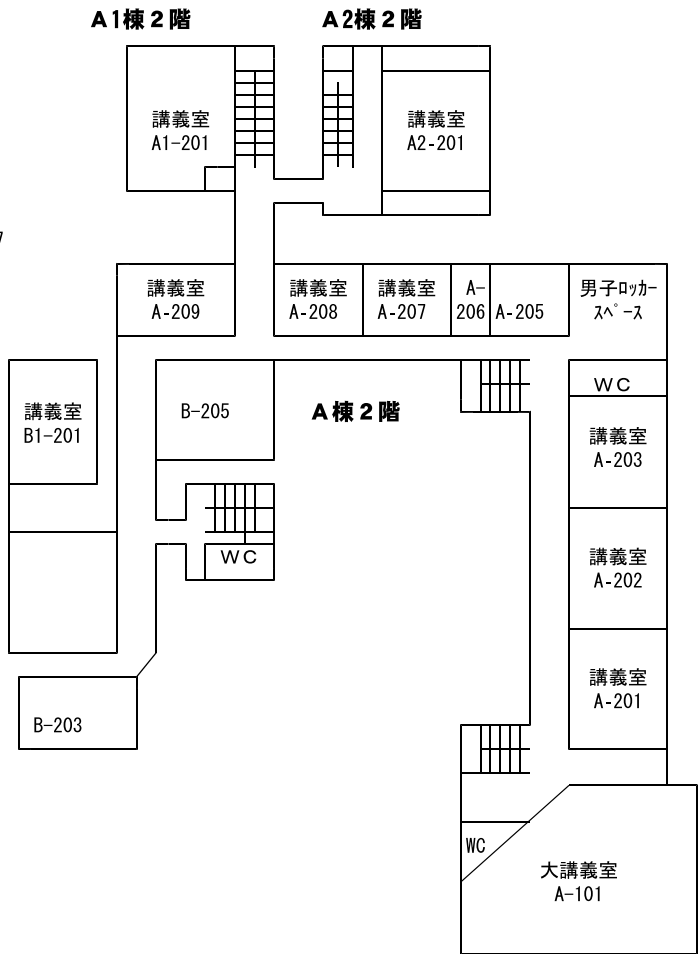 A1棟2階
A2棟2階
講義室
A1-201
講義室
A2-201
講義室
A-209
講義室
A-208
講義室
A-207
A-
206
A-205
男子ロッカー
スペース
講義室
B1-201
B-205
A棟2階
WC
講義室
A-203
WC
講義室
A-202
講義室
A-201
B-203
WC
大講義室
A-101